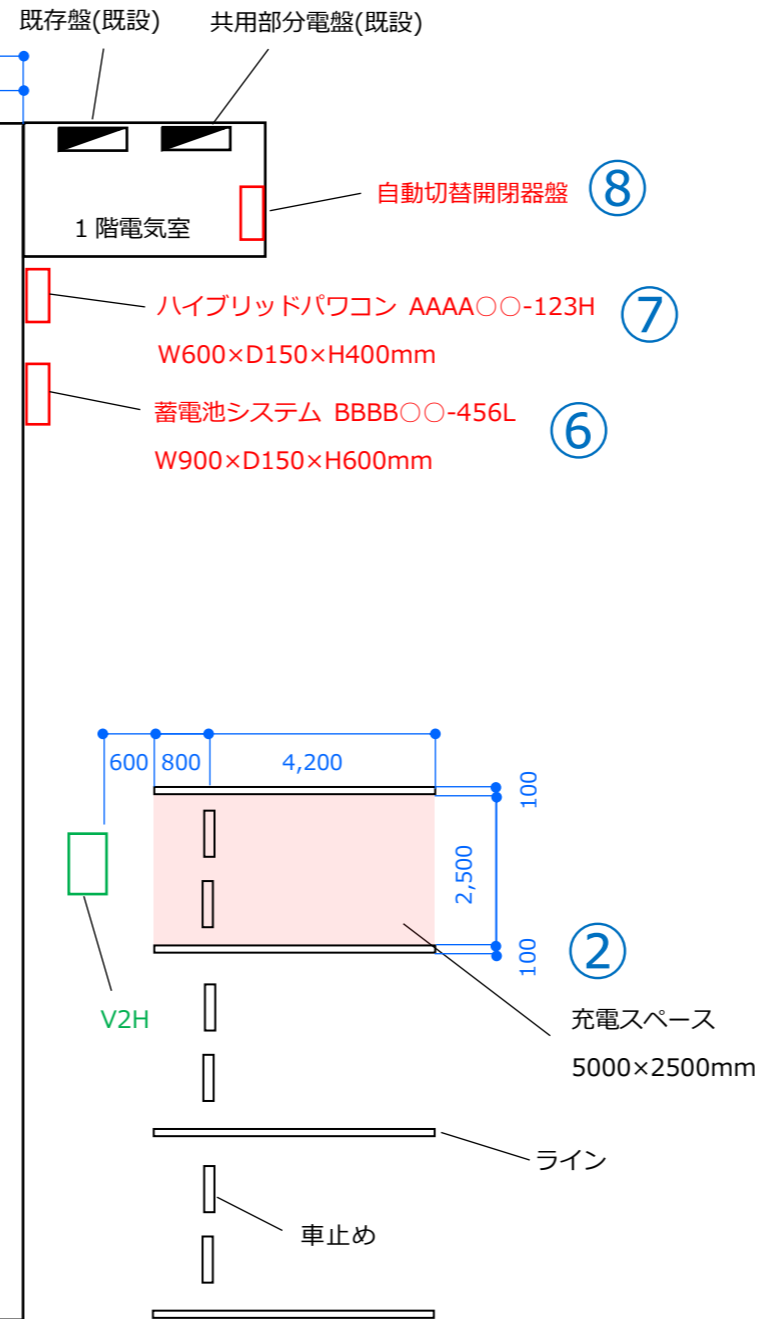 既存盤(既設)
共用部分電盤(既設)
自動切替開閉器盤
⑧
1 階電気室
ハイブリッドパワコン AAAA○○-123H
W600×D150×H400mm
⑦
蓄電池システム BBBB○○-456L
W900×D150×H600mm
⑥
600
800
4,200
100
2,500
100
②
V2H
充電スペース
5000×2500mm
ライン
車止め